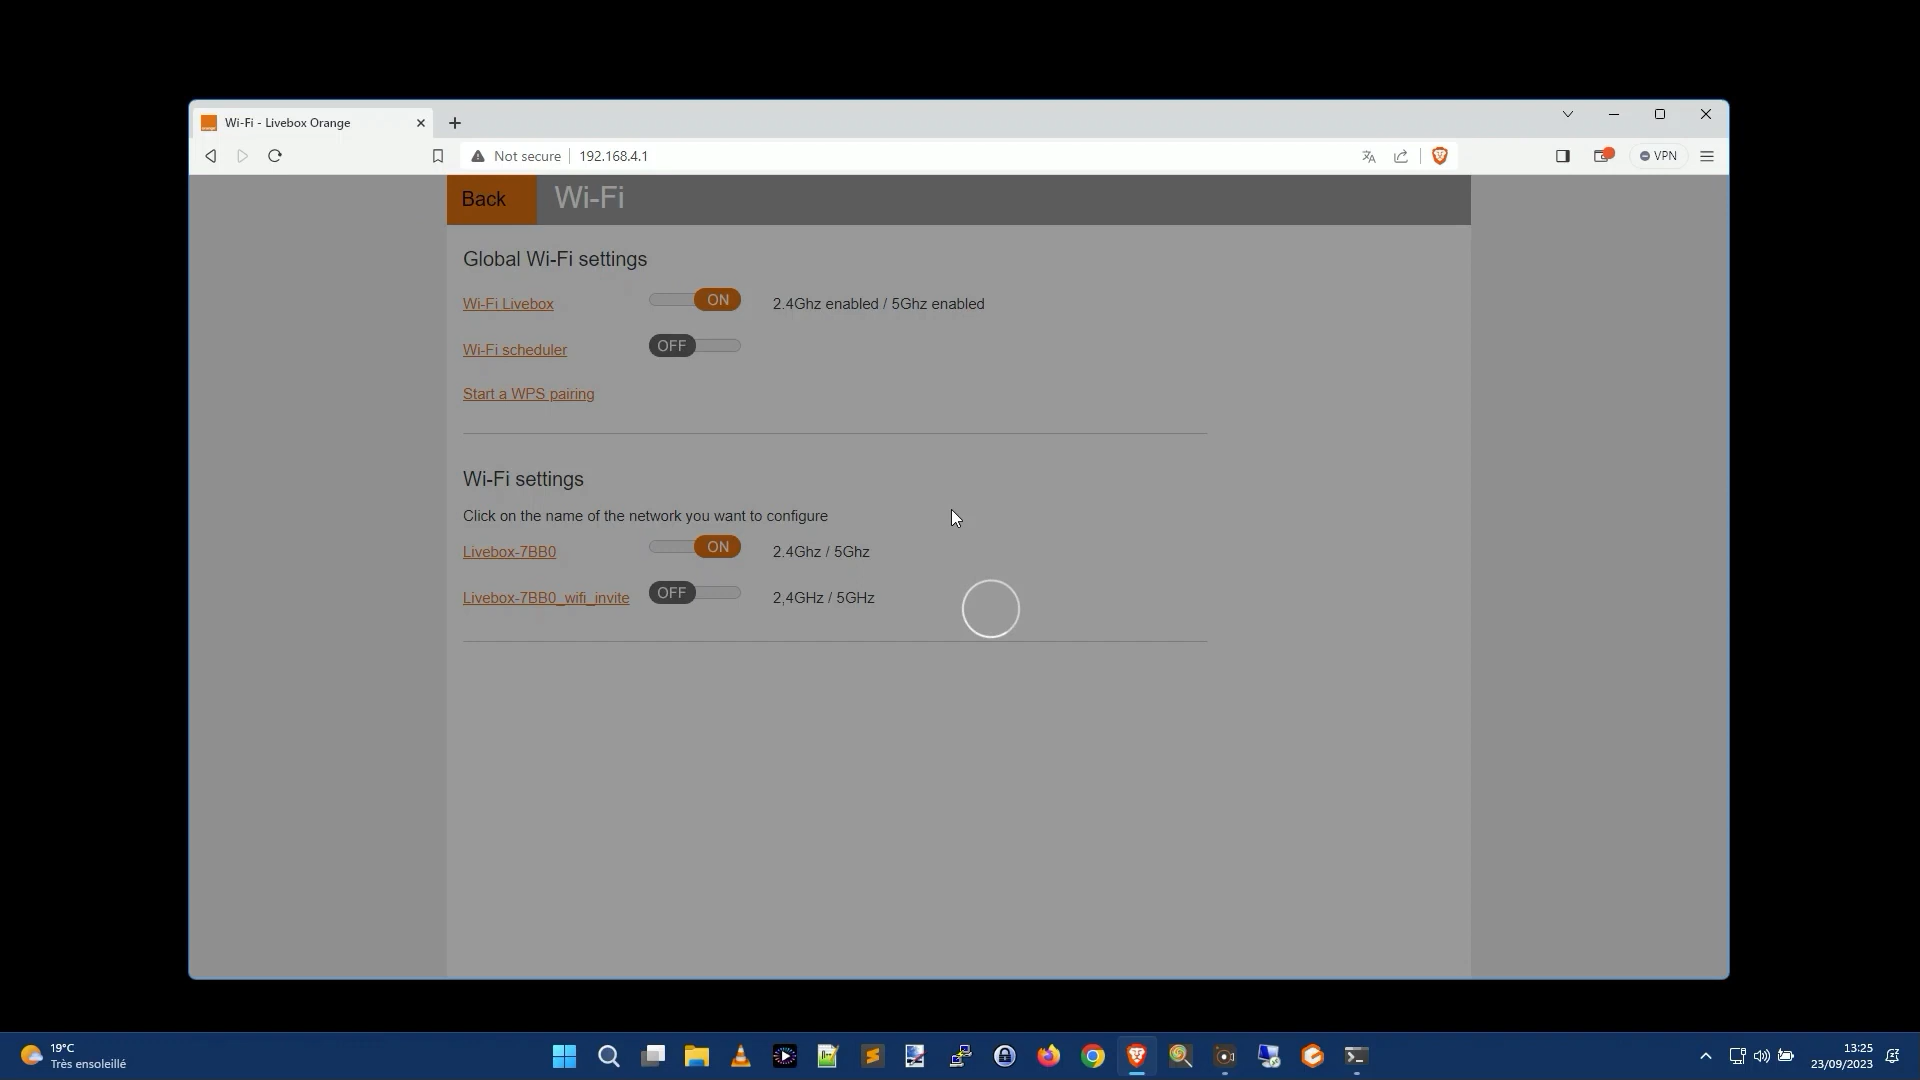 Wi-Fi - Livebox Orange
Not secure
192.168.4.1
VPN
Back
Wi-Fi
Global Wi-Fi settings
Wi-Fi Livebox ON 2.4Ghz enabled / 5Ghz enabled
Wi-Fi scheduler OFF
Start a WPS pairing
Wi-Fi settings
Click on the name of the network you want to configure
Livebox-7BB0 ON 2.4Ghz / 5Ghz
Livebox-7BB0_wifi_invite OFF 2,4GHz / 5GHz
19°C
Très ensoleillé
13:25
23/09/2023